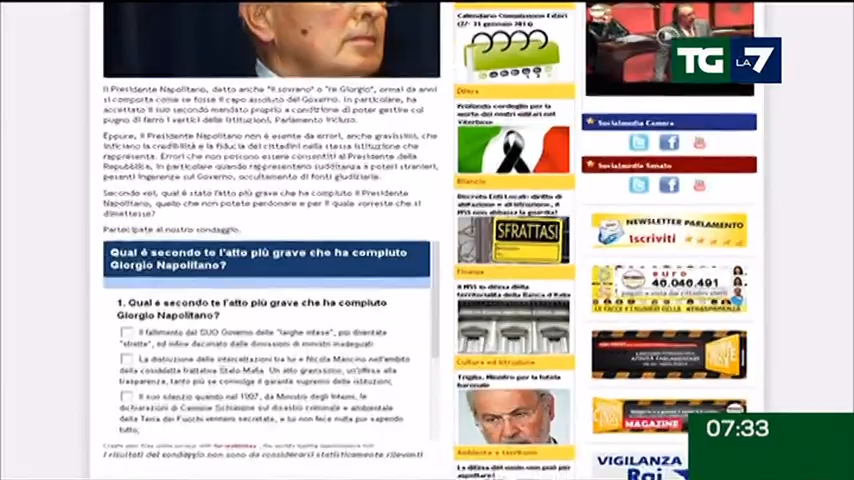 Il Presidente Napolitano, detto anche "il sovrano" o "re Giorgio", ormai da anni
si comporta come se fosse il capo assoluto del Governo. In particolare, ha
accettato il suo secondo mandato proprio a condizione di poter gestire col
pugno di ferro i vertici delle istituzioni, Parlamento incluso.
Eppure, il Presidente Napolitano non è esente da errori, anche gravissimi, che
inficiano la credibilità e la fiducia dei cittadini nella stessa istituzione che
rappresenta. Errori che non possono essere consentiti al Presidente della
Repubblica, in particolare quando rappresentano sudditanza a poteri stranieri,
pesanti ingerenze sul Governo, occultamento di fonti giudiziarie.
Secondo voi, qual è stato l'atto più grave che ha compiuto il Presidente
Napolitano, quello che non potete perdonare e per il quale vorreste che si
dimettesse?
Partecipate al nostro sondaggio.
Qual è secondo te l'atto più grave che ha compiuto
Giorgio Napolitano?
1. Qual è secondo te l'atto più grave che ha compiuto
Giorgio Napolitano?
Il fallimento del SUO Governo delle "larghe intese", poi diventate
"strette", ed infine decimato dalle dimissioni di ministri inadeguati
La distruzione delle intercettazioni tra lui e Nicola Mancino nell'ambito
della cosiddetta trattativa Stato-Mafia. Un atto gravissimo, un'offesa alla
trasparenza, tanto più se coinvolge il garante supremo delle istituzioni;
Il suo silenzio quando nel 1997, da Ministro degli Interni, le
dichiarazioni di Carmine Schiavone sul disastro criminale e ambientale
della Terra dei Fuochi vennero secretate, e lui non fece nulla pur sapendo
tutto;
I risultati del sondaggio non sono da considerarsi statisticamente rilevanti
Calendario Commissione Esteri
(27-31 gennaio 2014)
Difesa
Profondo cordoglio per la
morte dei nostri militari nel
Viterbese
Bilancio
Decreto Enti Locali: diritto di
abitazione e di istruzione, il
M5S non abbassa la guardia!
SFRATTASI
Finanze
Il M5S in difesa della
territorialità della Banca d'Italia
Cultura ed Istruzione
Ambiente e territorio
TG LA 7
Socialmedia Camera
Socialmedia Senato
NEWSLETTER PARLAMENTO
Iscriviti
MAGAZINE
VIGILANZA
Rai
07:33